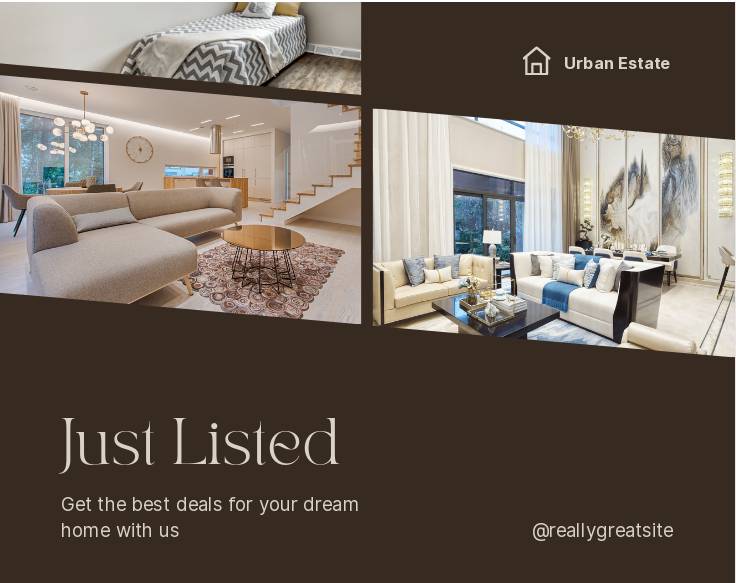 Urban Estate
Just Listed
Get the best deals for your dream
home with us
@reallygreatsite